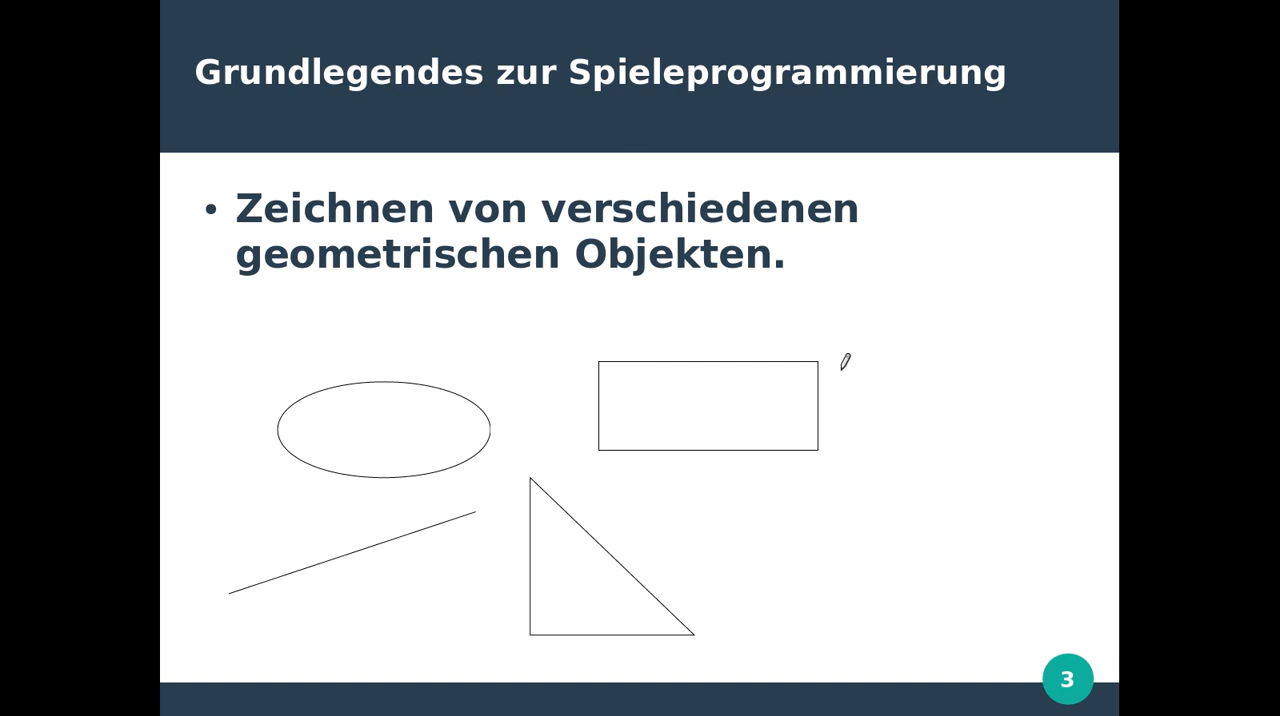 Grundlegendes zur Spieleprogrammierung
• Zeichnen von verschiedenen
geometrischen Objekten.
3